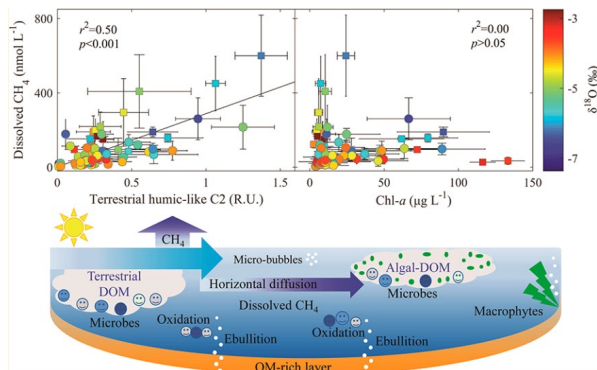 800
400
0
Dissolved CH4 (nmol L-1)
r2=0.50
p<0.001
0
0.5
1
1.5
Terrestrial humic-like C2 (R.U.)
r2=0.00
p>0.05
0
50
100
150
Chl-a (μg L-1)
-3
-5
-7
δ18O (‰)
CH4
Micro-bubbles
Terrestrial
DOM
Horizontal diffusion
Algal-DOM
Microbes
Dissolved CH4
Microbes
Oxidation
Ebullition
Oxidation
Ebullition
Macrophytes
OM-rich layer